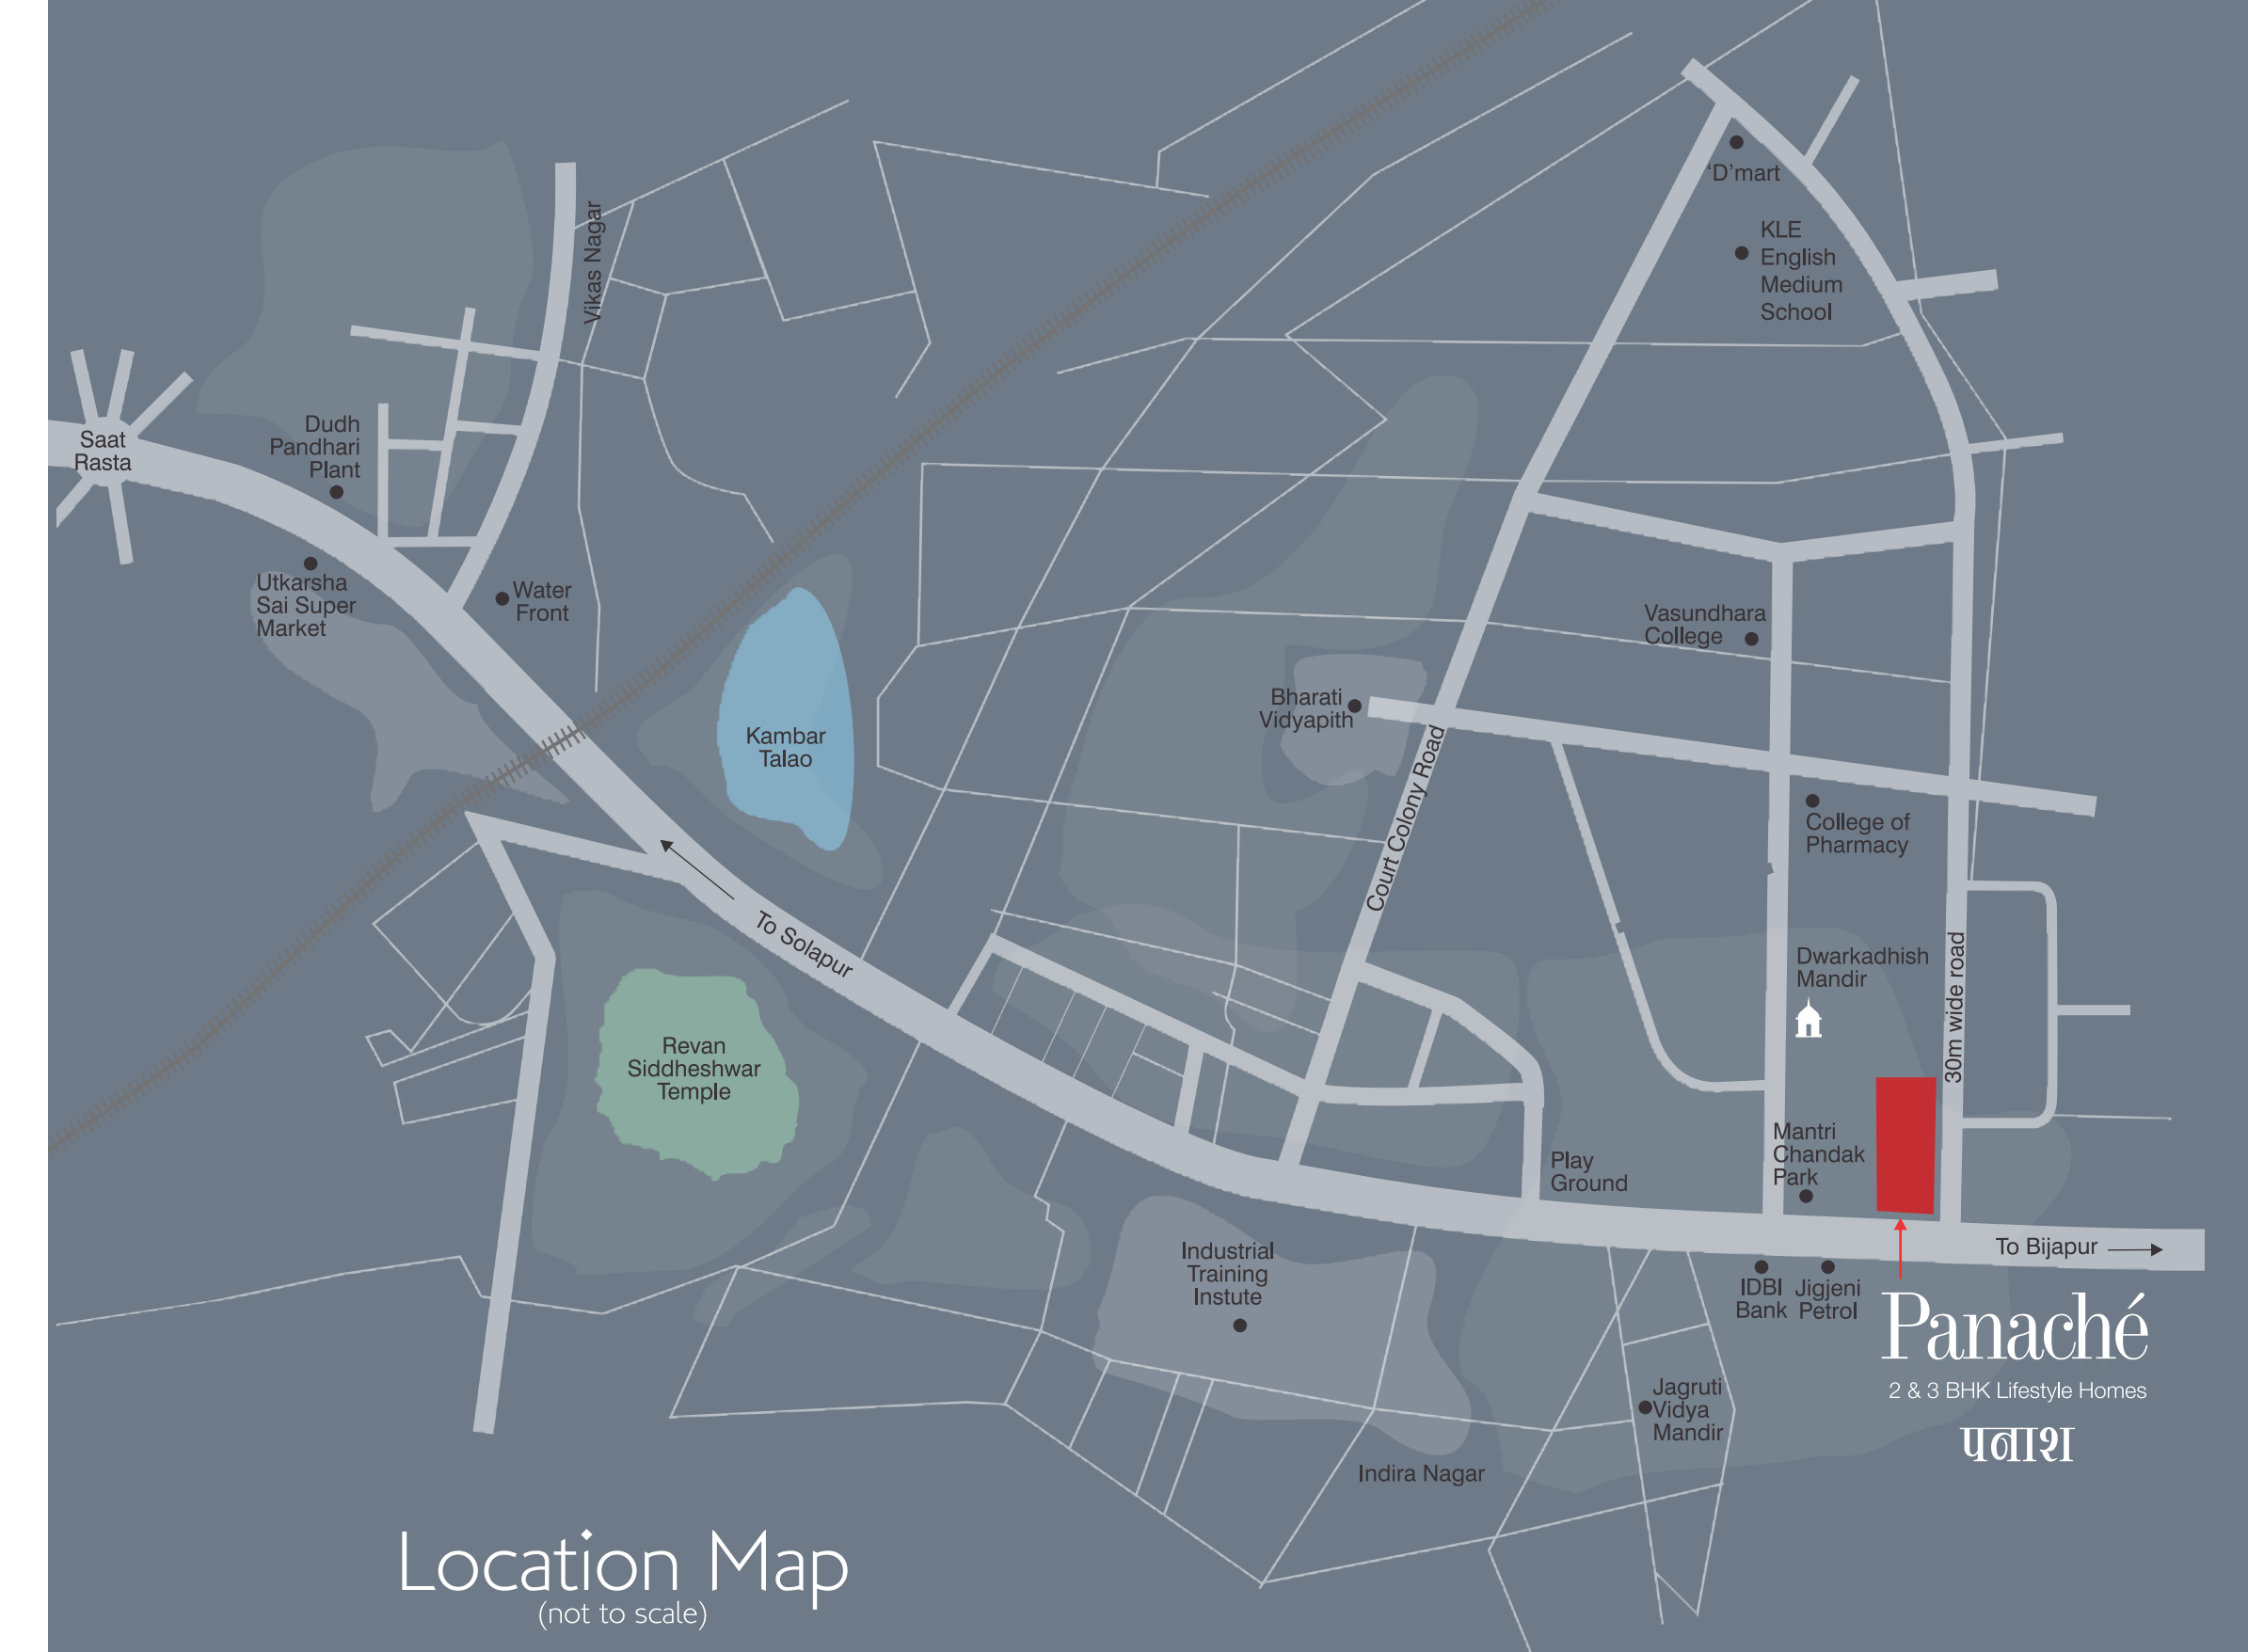 'D'mart
KLE
English
Medium
School
Vikas Nagar
Saat
Rasta
Dudh
Pandhari
Plant
Utkarsha
Sai Super
Market
Water
Front
Kambar
Talao
Vasundhara
College
Bharati
Vidyapith
Court Colony Road
College of
Pharmacy
To Solapur
Dwarkadhish
Mandir
30m wide road
Revan
Siddheshwar
Temple
Mantri
Chandak
Park
Play
Ground
Industrial
Training
Instute
To Bijapur
IDBI
Bank
Jigjeni
Petrol
Panaché
2 & 3 BHK Lifestyle Homes
पनाश
Jagruti
Vidya
Mandir
Indira Nagar
Location Map
(not to scale)